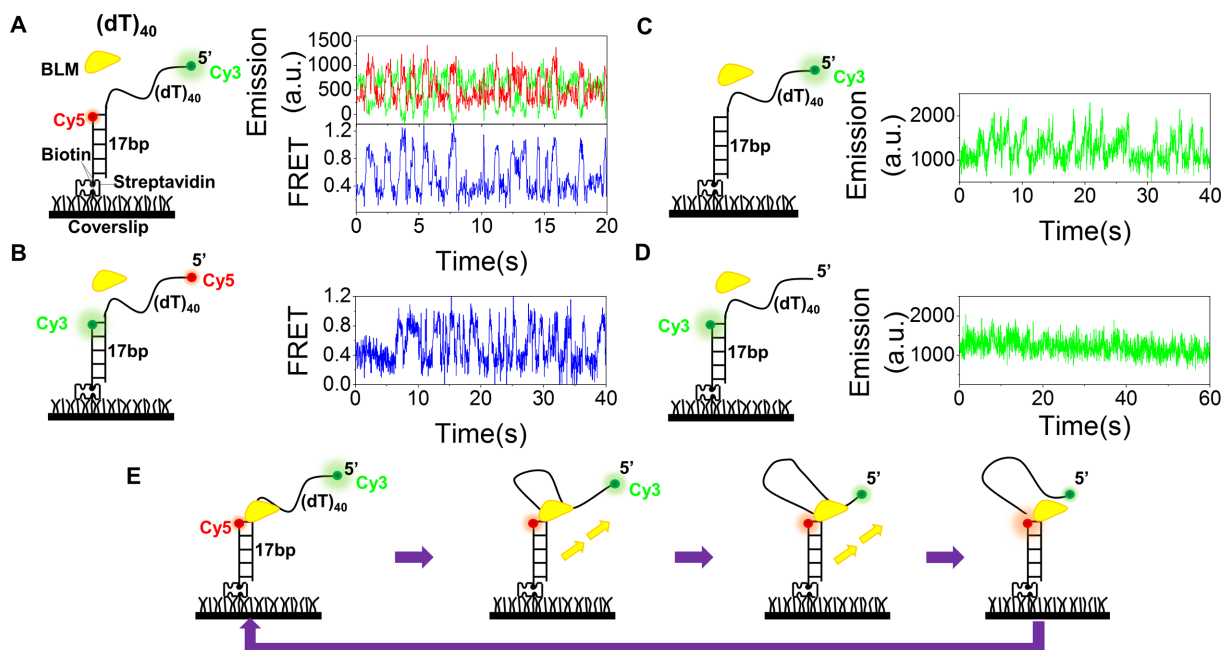 A
(dT)40
BLM
5’
Cy3
(dT)40
Cy5
17bp
Biotin
Streptavidin
Coverslip
Emission
(a.u.)
1500
1000
500
0
FRET
1.2
0.8
0.4
0 5 10 15 20
Time(s)
B
5’
Cy5
(dT)40
Cy3
17bp
FRET
1.2
0.8
0.4
0.0
0 10 20 30 40
Time(s)
C
5’
Cy3
(dT)40
17bp
Emission
(a.u.)
2000
1000
0 10 20 30 40
Time(s)
D
5’
(dT)40
Cy3
17bp
Emission
(a.u.)
2000
1000
0 20 40 60
Time(s)
E
5’
Cy3
(dT)40
Cy5
17bp
5’
Cy3
5’
5’